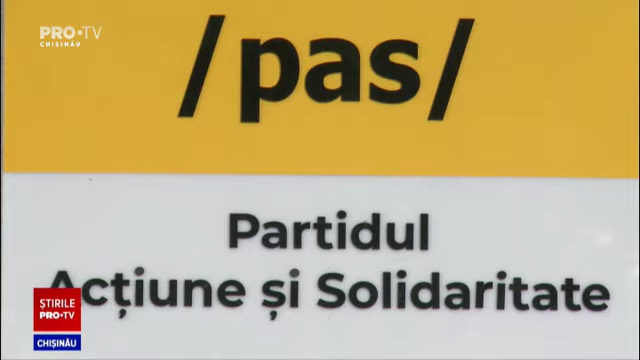 PRO•TV
CHIȘINĂU
/pas/
Partidul
Acțiune și Solidaritate
ȘTIRILE
PRO•TV
CHIȘINĂU